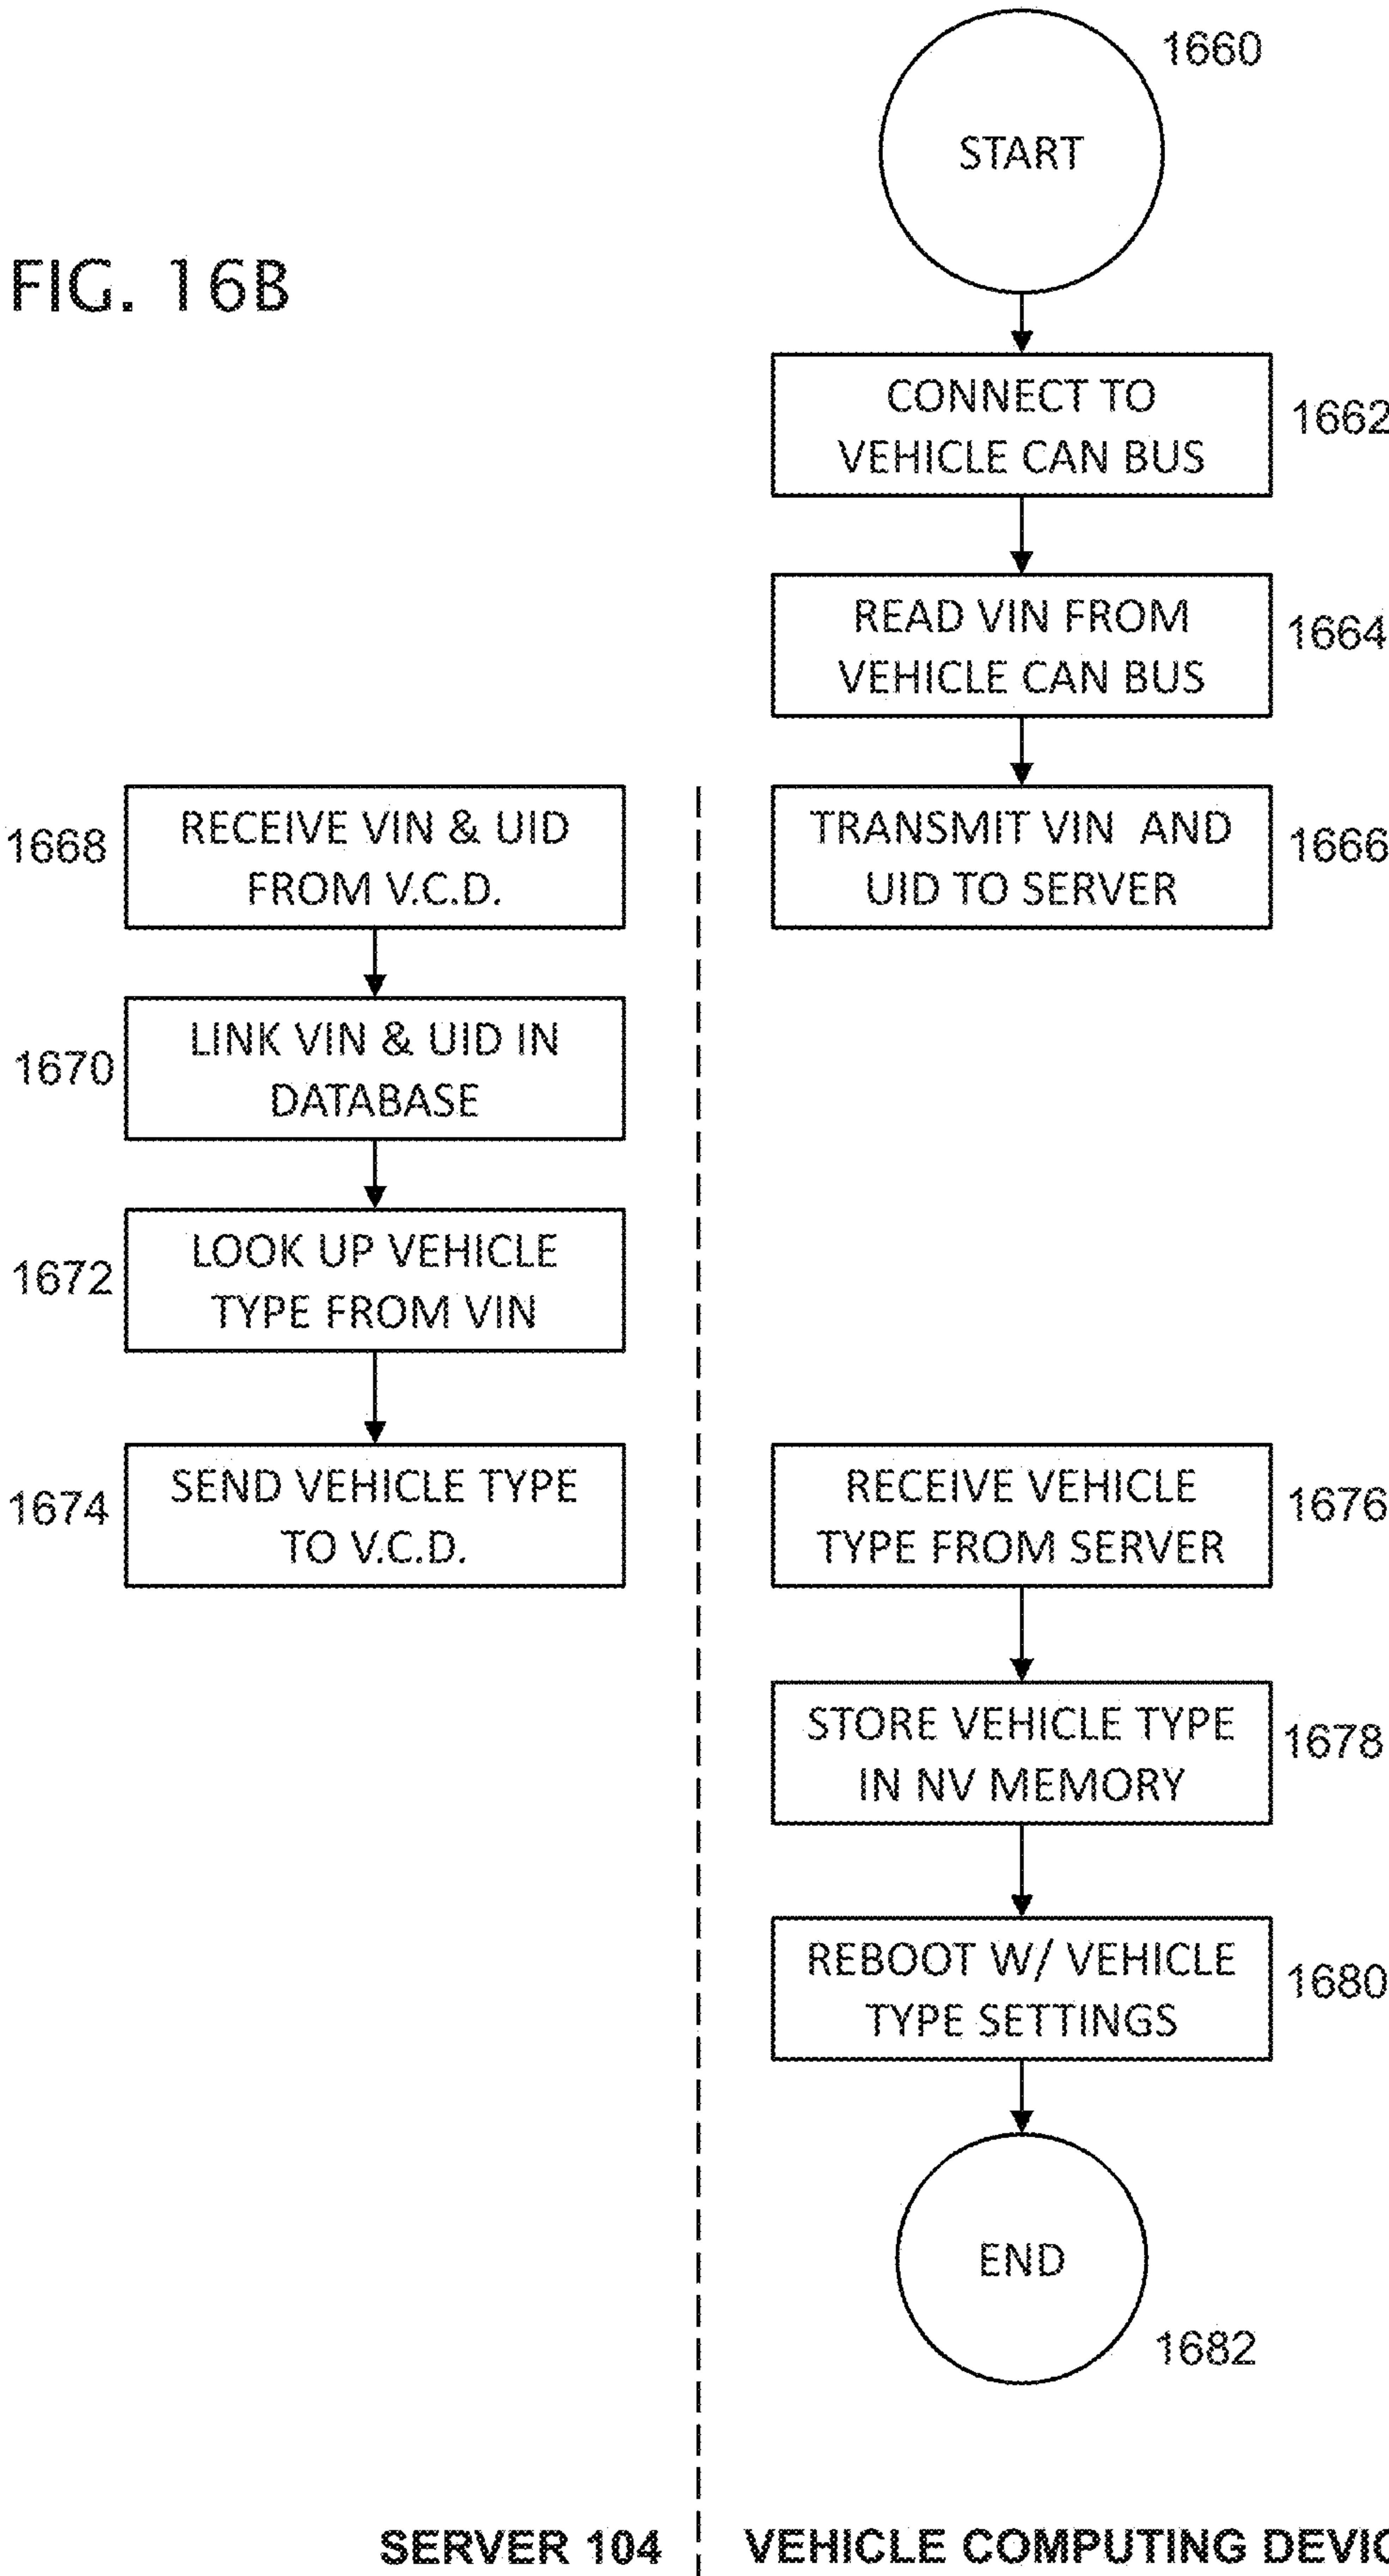 1660
START
FIG. 16B
CONNECT TO
VEHICLE CAN BUS
1662
READ VIN FROM
VEHICLE CAN BUS
1664
1668
RECEIVE VIN & UID
FROM V.C.D.
TRANSMIT VIN AND
UID TO SERVER
1666
1670
LINK VIN & UID IN
DATABASE
1672
LOOK UP VEHICLE
TYPE FROM VIN
1674
SEND VEHICLE TYPE
TO V.C.D.
RECEIVE VEHICLE
TYPE FROM SERVER
1676
STORE VEHICLE TYPE
IN NV MEMORY
1678
REBOOT W/ VEHICLE
TYPE SETTINGS
1680
END
1682
SERVER 104
VEHICLE COMPUTING